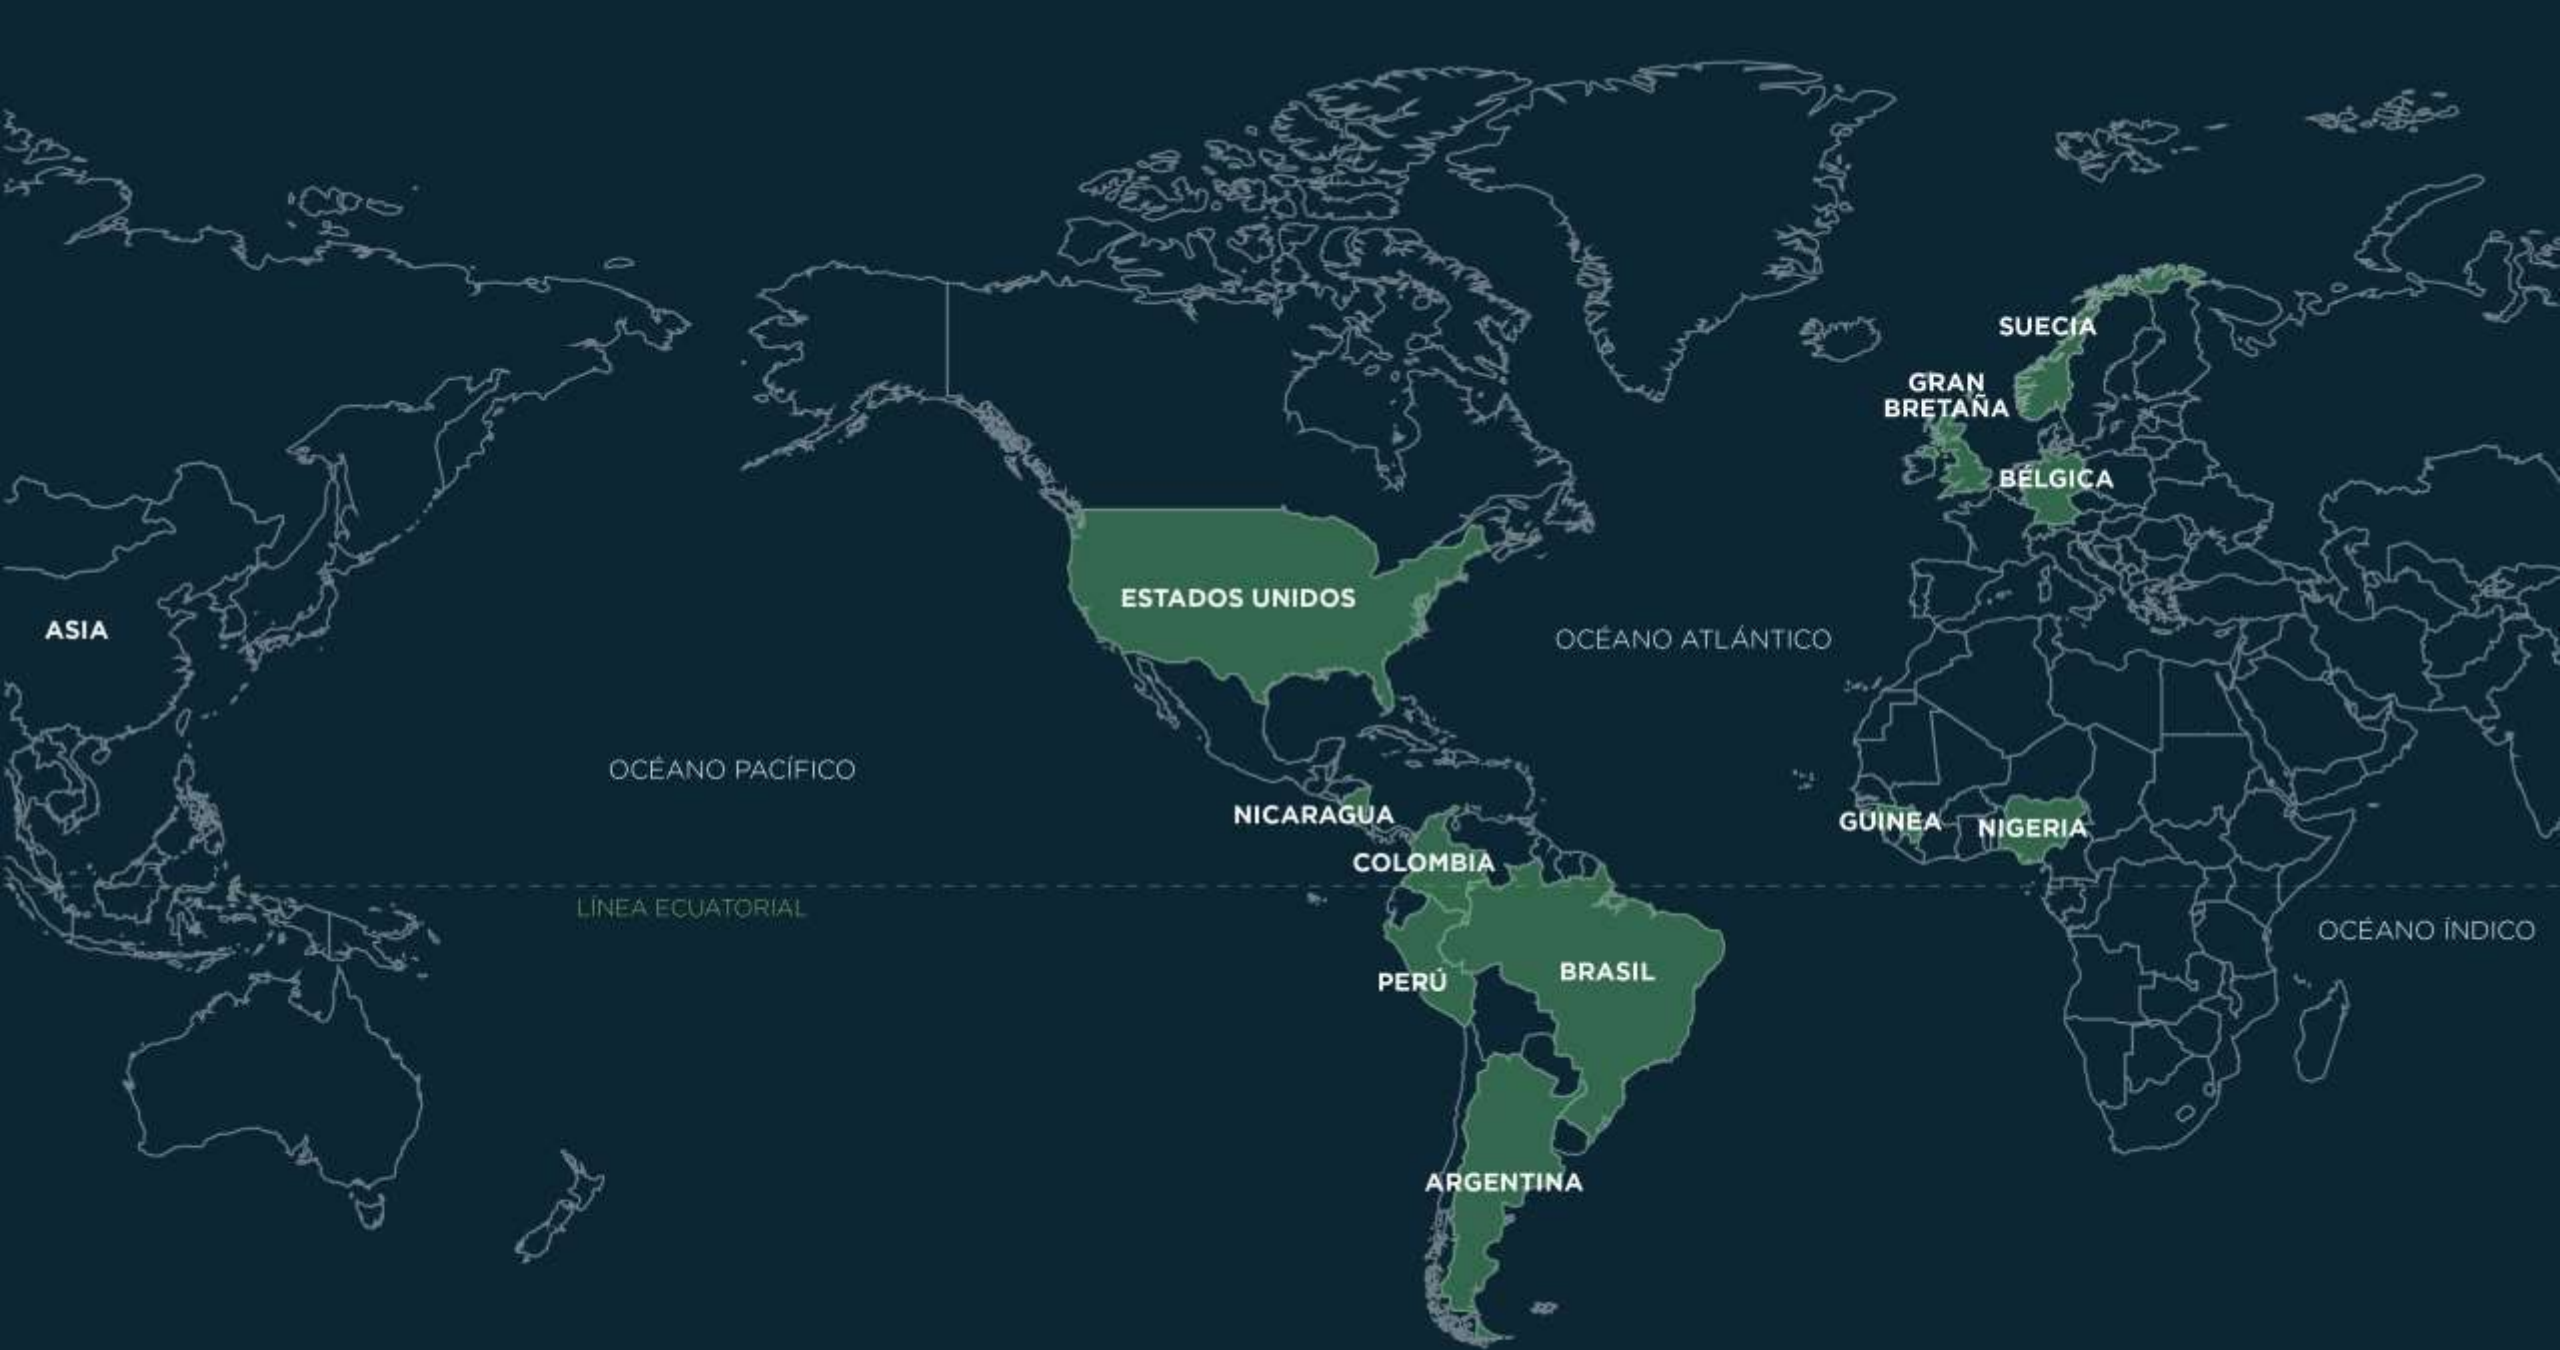 SUECIA
GRAN
BRETAÑA
BÉLGICA
ESTADOS UNIDOS
ASIA
OCÉANO ATLÁNTICO
OCÉANO PACÍFICO
NICARAGUA
GUINEA
NIGERIA
COLOMBIA
LÍNEA ECUATORIAL
OCÉANO ÍNDICO
BRASIL
PERÚ
ARGENTINA